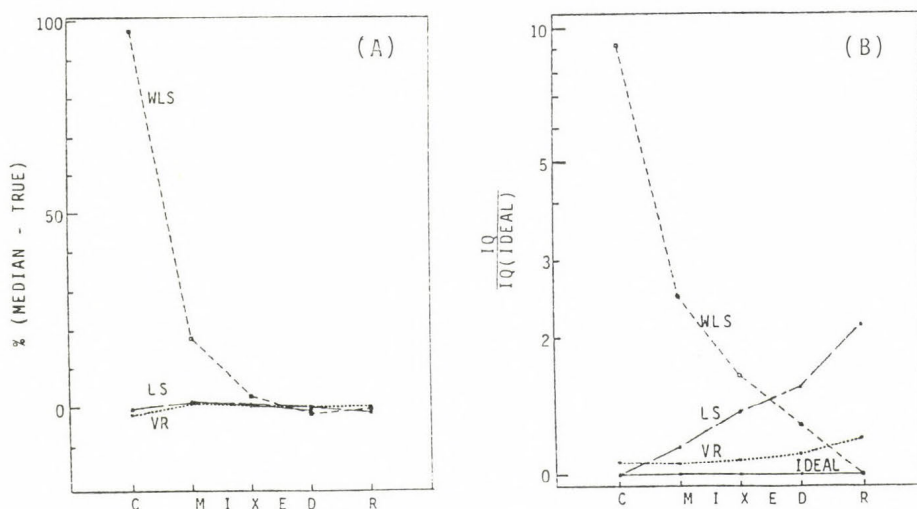 (A)
100
50
0
% (MEDIAN - TRUE)
WLS
LS
VR
C M I X E D R
(B)
10
5
3
2
0
IQ
IQ(IDEAL)
WLS
LS
VR
IDEAL
C M I X E D R